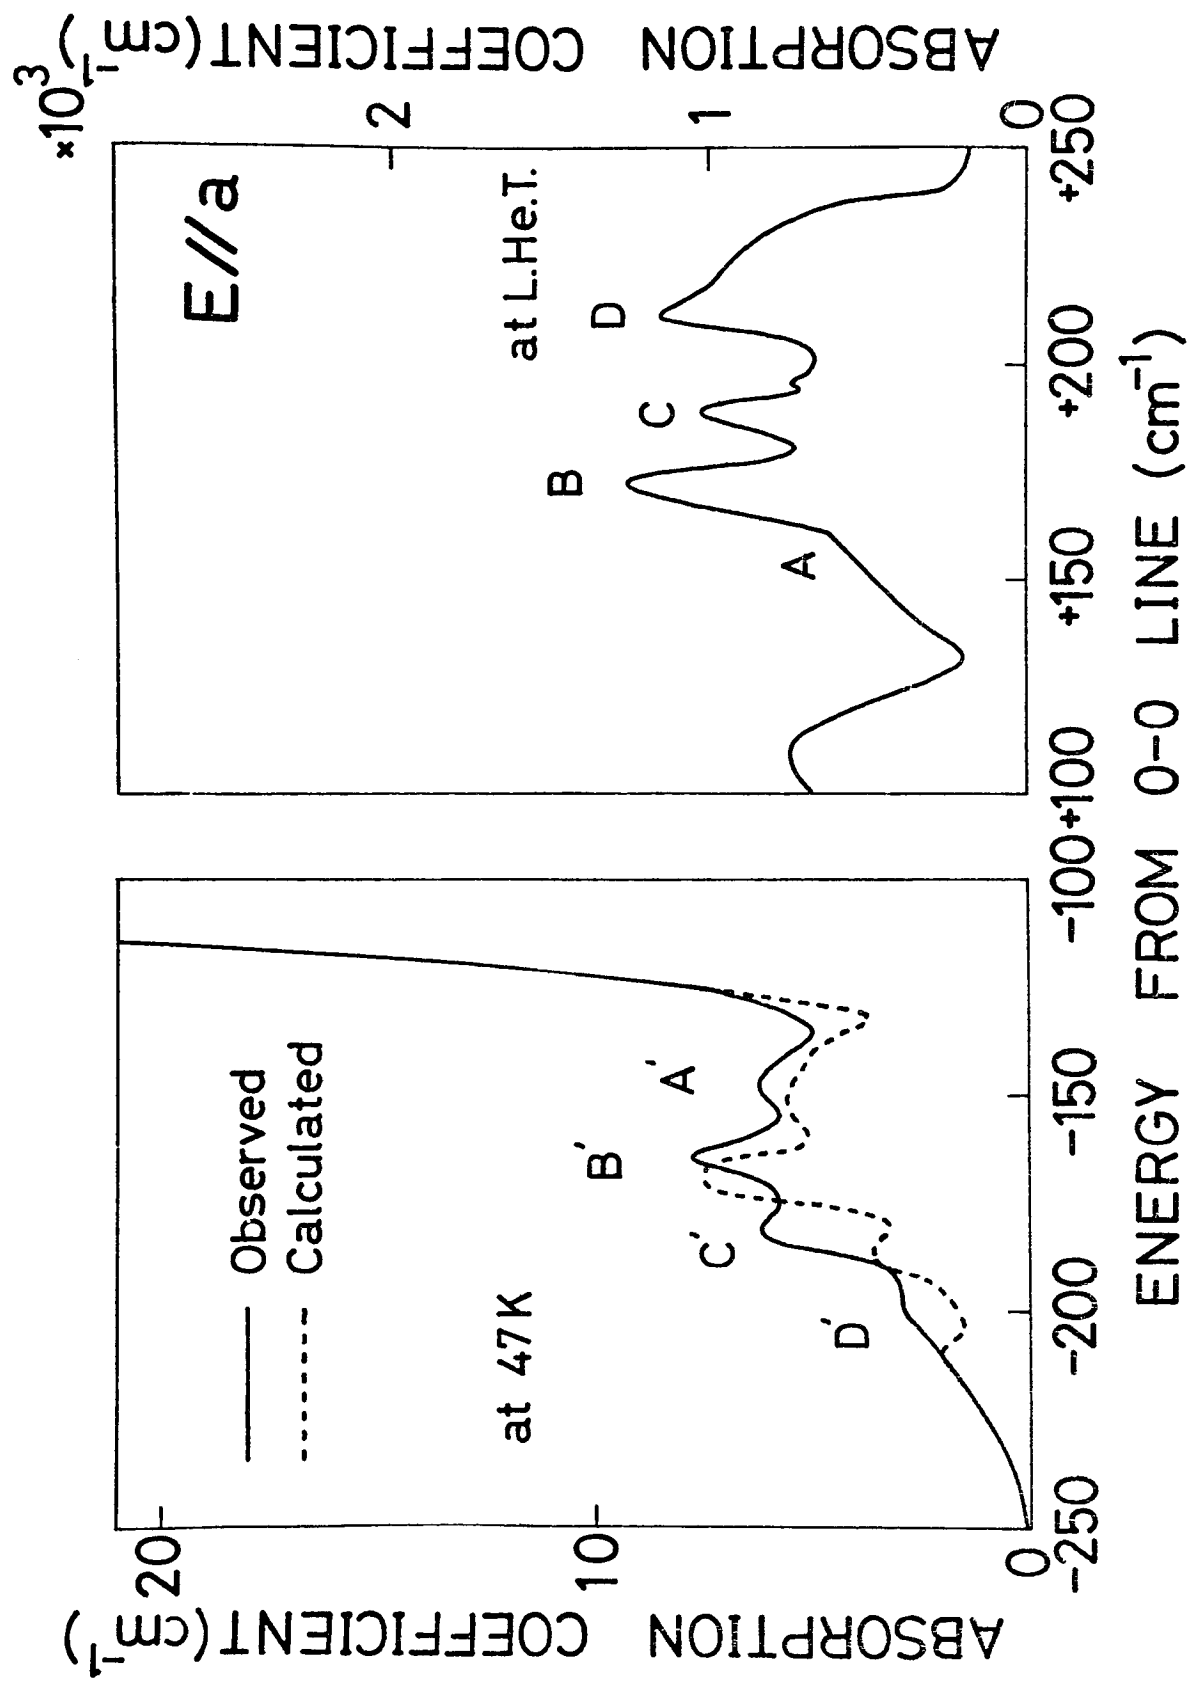 ABSORPTION COEFFICIENT (cm⁻¹)
20
10
0
Observed
Calculated
at 47K
A´
B´
C´
D´
-250
-200
-150
-100
E//a
at L.He.T.
A
B
C
D
+100
+150
+200
+250
×10³
2
1
0
ABSORPTION COEFFICIENT (cm⁻¹)
ENERGY FROM 0-0 LINE (cm⁻¹)